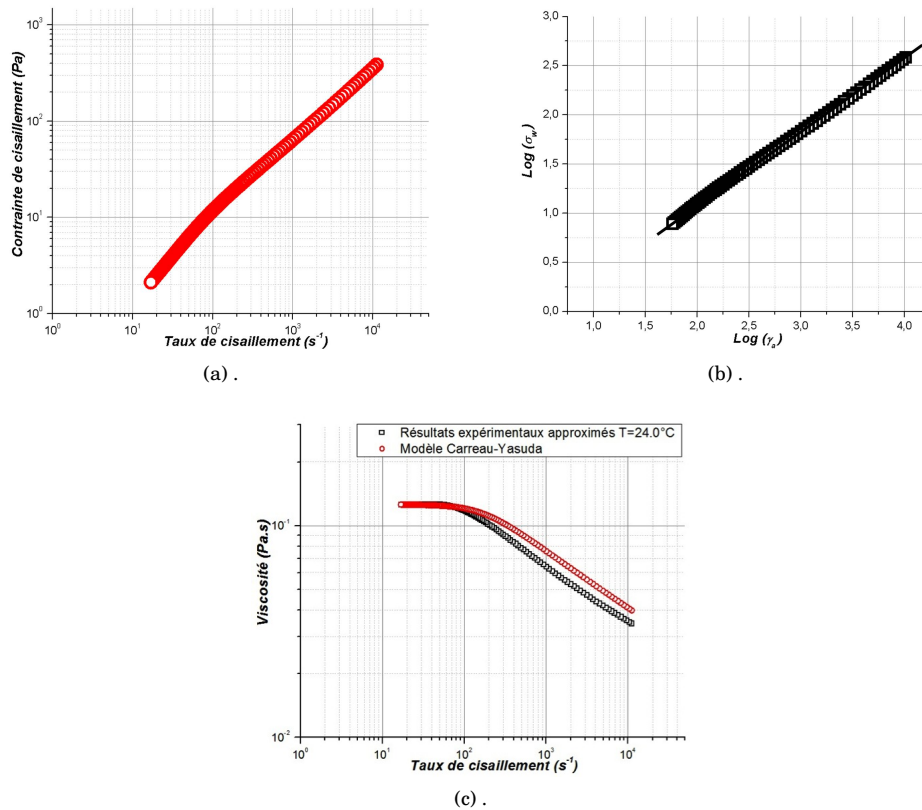 10³
10²
10¹
10⁰
Contrainte de cisaillement (Pa)
10⁰ 10¹ 10² 10³ 10⁴
Taux de cisaillement (s⁻¹)
(a) .
3,0
2,5
2,0
1,5
1,0
0,5
0,0
Log (σw)
1,0 1,5 2,0 2,5 3,0 3,5 4,0
Log (γa)
(b) .
Résultats expérimentaux approximés T=24.0°C
Modèle Carreau-Yasuda
10⁻¹
10⁻²
Viscosité (Pa.s)
10⁰ 10¹ 10² 10³ 10⁴
Taux de cisaillement (s⁻¹)
(c) .